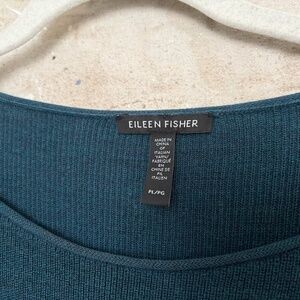 EILEEN FISHER
MADE IN
CHINA
OF
ITALIAN
YARN/
FABRIQUÉ
EN
CHINE DE
FIL
ITALIEN
PL/PG